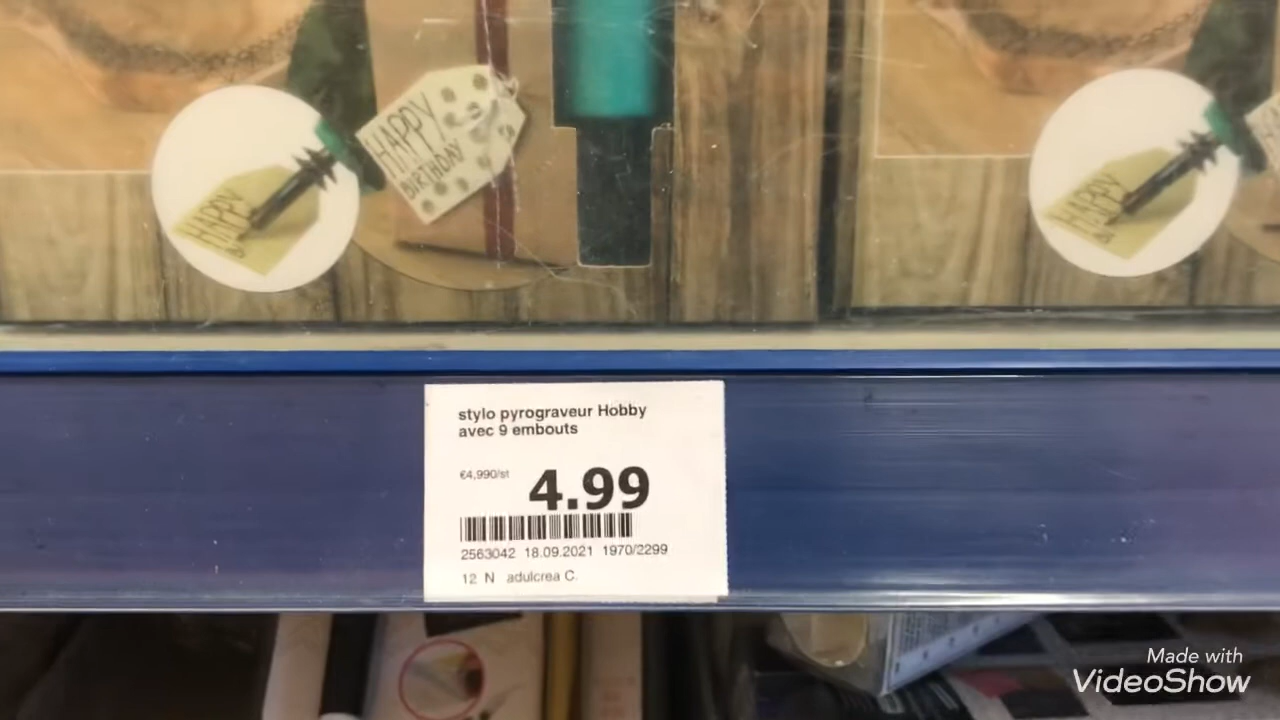 HAPPY
BIRTHDAY
HAPPY
HAPPY
stylo pyrograveur Hobby
avec 9 embouts
€4,990/st
4.99
2563042 18.09.2021 1970/2299
12 N adulcrea C.
Made with
VideoShow